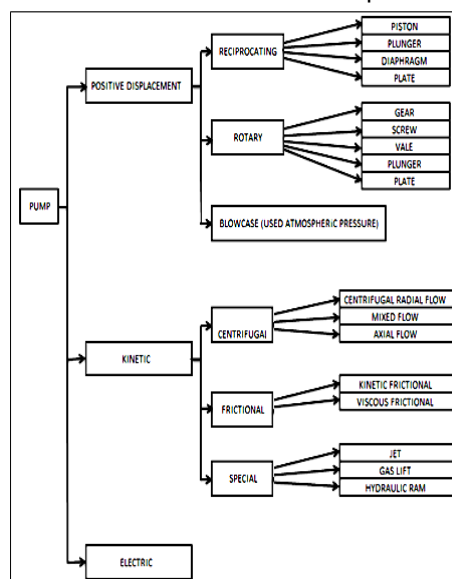 PISTON
PLUNGER
RECIPROCATING
DIAPHRAGM
PLATE
POSITIVE DISPLACEMENT
GEAR
SCREW
ROTARY
VALE
PLUNGER
PLATE
PUMP
BLOWCASE (USED ATMOSPHERIC PRESSURE)
CENTRIFUGAL RADIAL FLOW
MIXED FLOW
CENTRIFUGAI
AXIAL FLOW
KINETIC
KINETIC FRICTIONAL
VISCOUS FRICTIONAL
FRICTIONAL
JET
GAS LIFT
SPECIAL
HYDRAULIC RAM
ELECTRIC